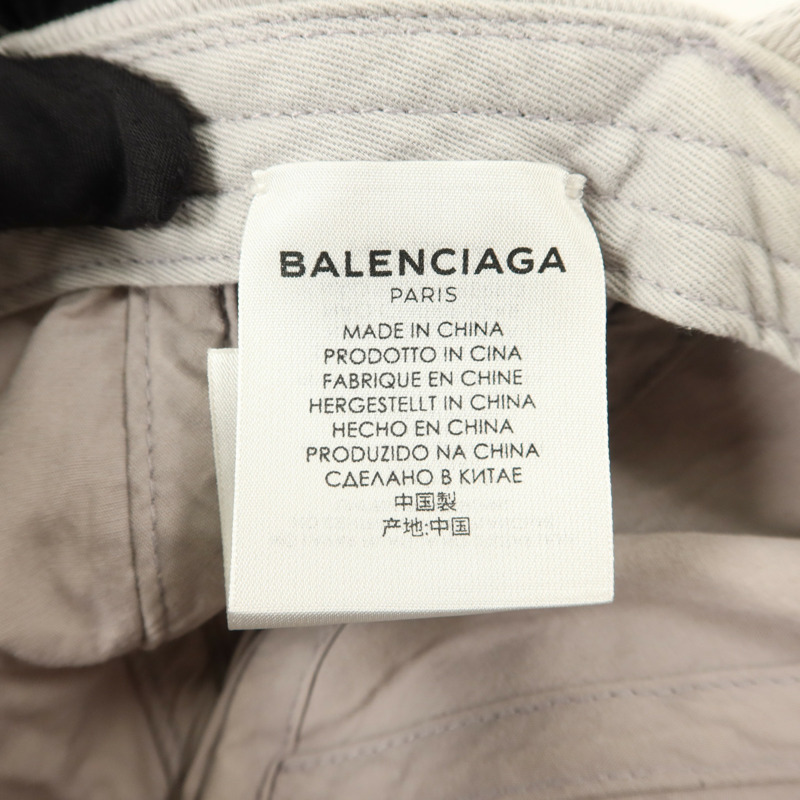 BALENCIAGA
PARIS
MADE IN CHINA
PRODOTTO IN CINA
FABRIQUE EN CHINE
HERGESTELLT IN CHINA
HECHO EN CHINA
PRODUZIDO NA CHINA
СДЕЛАНО В КИТАЕ
中国製
产地:中国